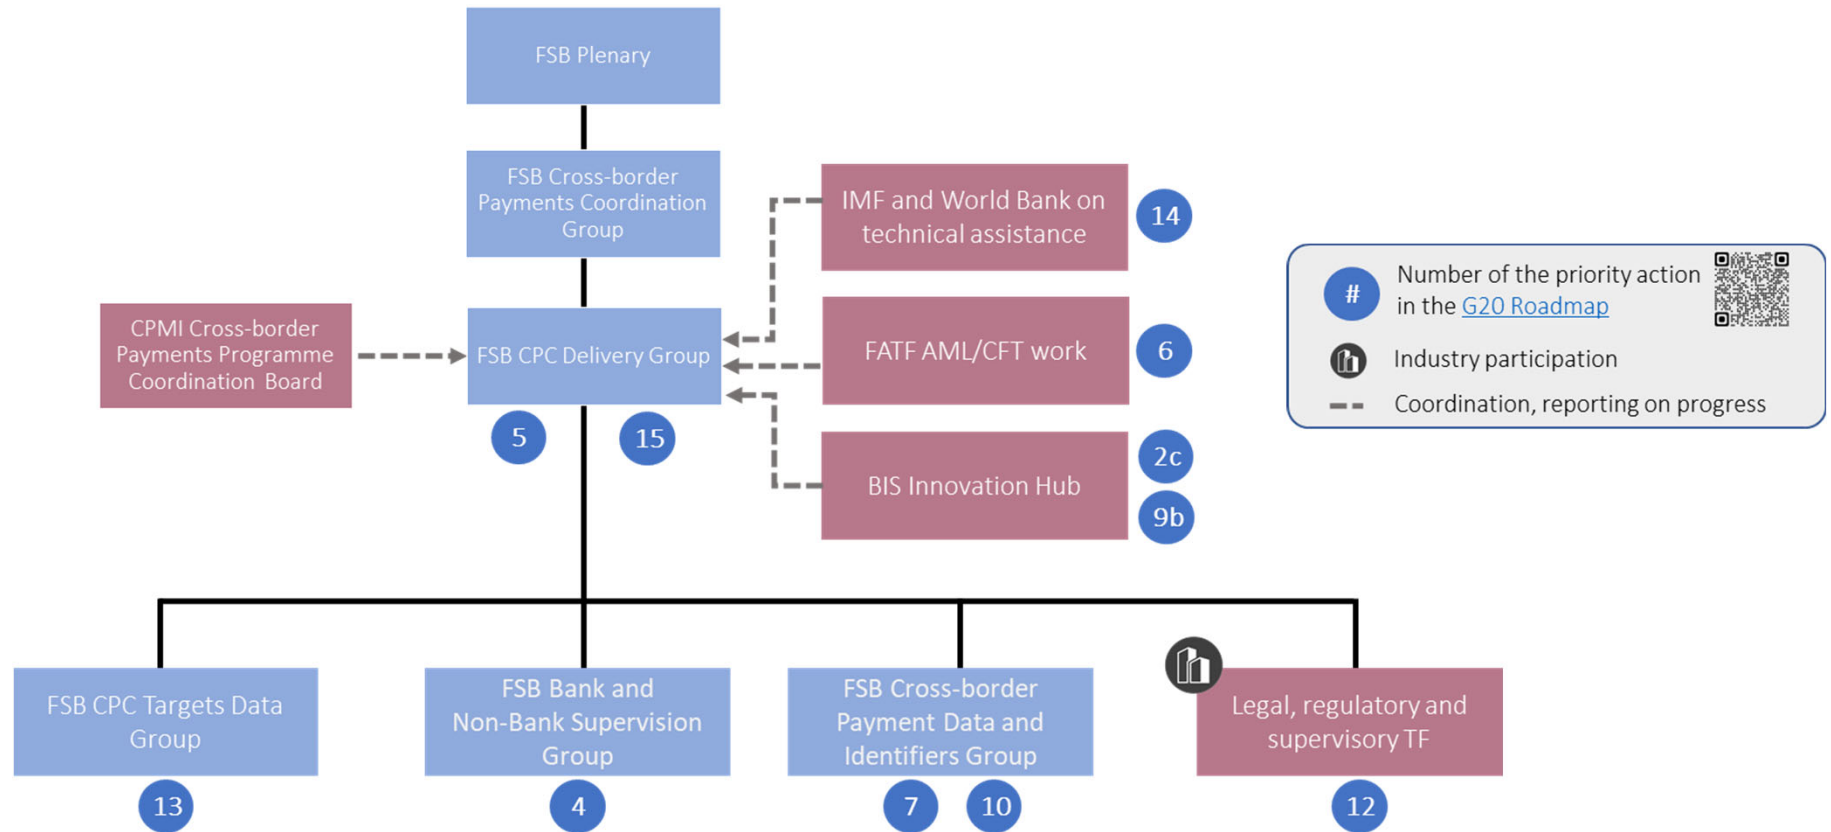 FSB Plenary
FSB Cross-border
Payments Coordination
Group
IMF and World Bank on
technical assistance
14
CPMI Cross-border
Payments Programme
Coordination Board
FSB CPC Delivery Group
5
15
FATF AML/CFT work
6
BIS Innovation Hub
2c
9b
#
Number of the priority action
in the G20 Roadmap
Industry participation
Coordination, reporting on progress
FSB CPC Targets Data
Group
13
FSB Bank and
Non-Bank Supervision
Group
4
FSB Cross-border
Payment Data and
Identifiers Group
7
10
Legal, regulatory and
supervisory TF
12